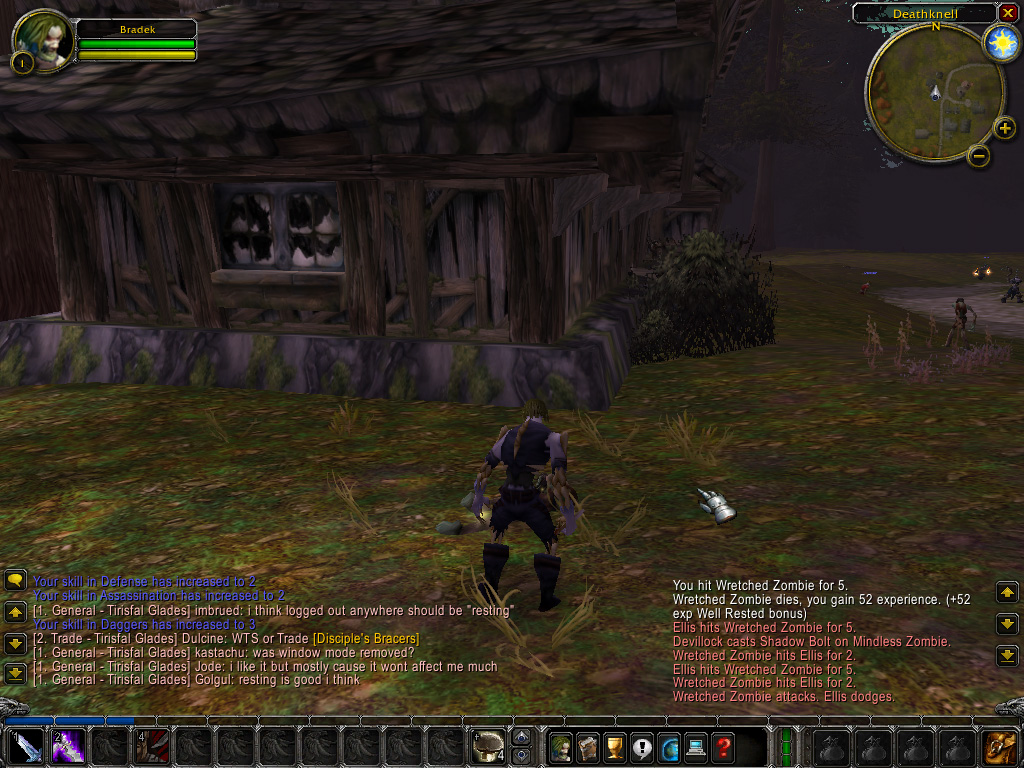 Bradek
1
Deathknell
N
Your skill in Defense has increased to 2
Your skill in Assassination has increased to 2
[1. General - Tirisfal Glades] imbrued: i think logged out anywhere should be "resting"
Your skill in Daggers has increased to 3
[2. Trade - Tirisfal Glades] Dulcine: WTS or Trade [Disciple's Bracers]
[1. General - Tirisfal Glades] kastachu: was window mode removed?
[1. General - Tirisfal Glades] Jode: i like it but mostly cause it wont affect me much
[1. General - Tirisfal Glades] Golgul: resting is good i think
You hit Wretched Zombie for 5.
Wretched Zombie dies, you gain 52 experience. (+52
exp Well Rested bonus)
Ellis hits Wretched Zombie for 5.
Devilock casts Shadow Bolt on Mindless Zombie.
Wretched Zombie hits Ellis for 2.
Ellis hits Wretched Zombie for 5.
Wretched Zombie hits Ellis for 2.
Wretched Zombie attacks. Ellis dodges.
2
4
4